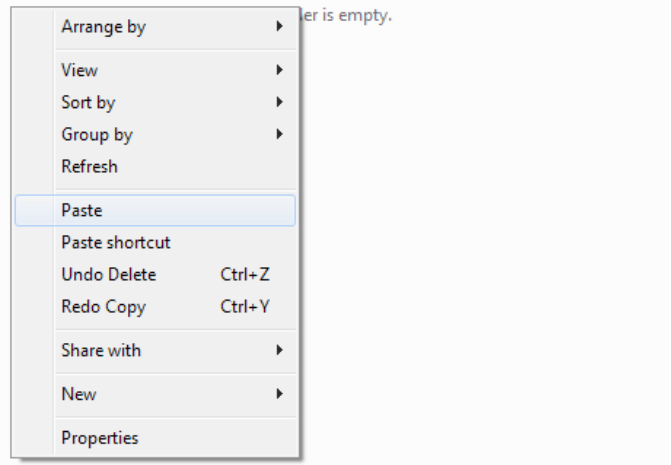 Arrange by
is empty.
View
Sort by
Group by
Refresh
Paste
Paste shortcut
Undo Delete Ctrl+Z
Redo Copy Ctrl+Y
Share with
New
Properties